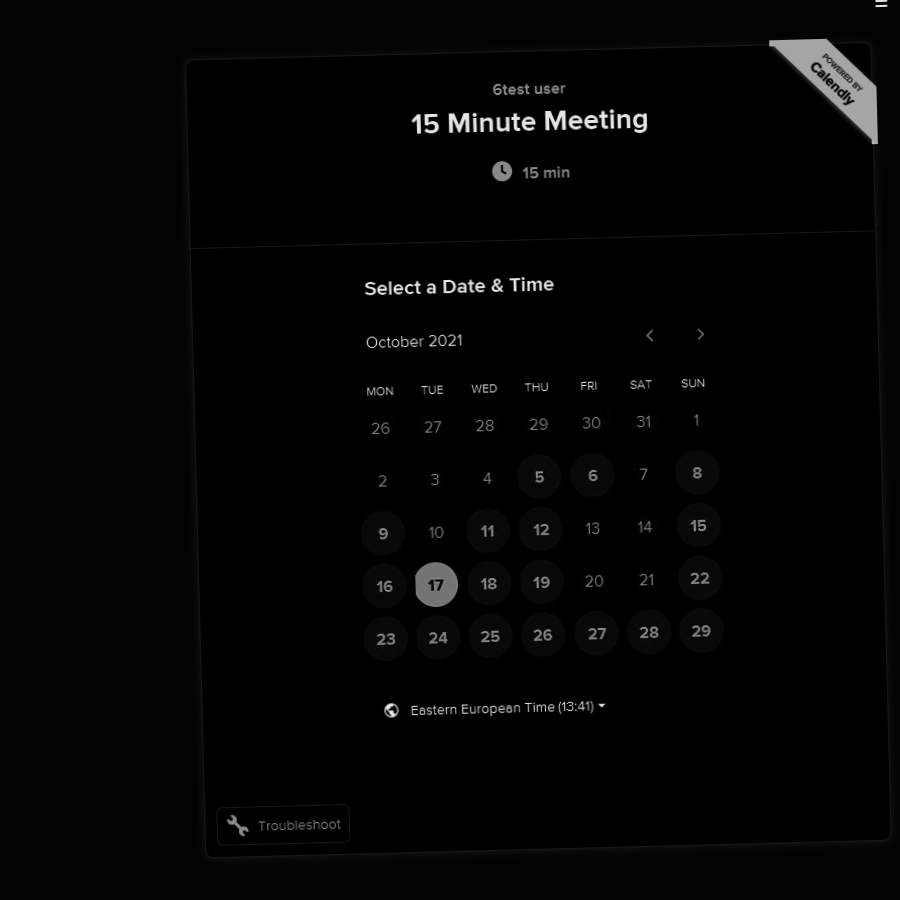 POWERED BY
Calendly
6test user
15 Minute Meeting
15 min
Select a Date & Time
October 2021
MON TUE WED THU FRI SAT SUN
26 27 28 29 30 31 1
2 3 4 5 6 7 8
9 10 11 12 13 14 15
16 17 18 19 20 21 22
23 24 25 26 27 28 29
Eastern European Time (13:41)
Troubleshoot